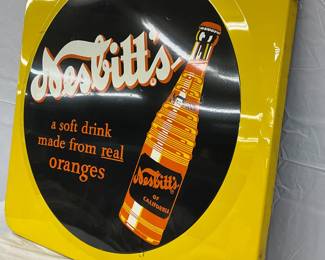 Nesbitt's
a soft drink
made from real
oranges
Nesbitt's
OF
CALIFORNIA